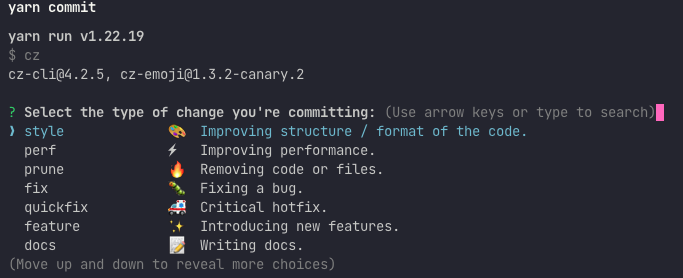 yarn commit
yarn run v1.22.19
$ cz
cz-cli@4.2.5, cz-emoji@1.3.2-canary.2
? Select the type of change you're committing: (Use arrow keys or type to search)
❯ style 🎨 Improving structure / format of the code.
perf ⚡ Improving performance.
prune 🔥 Removing code or files.
fix 🐛 Fixing a bug.
quickfix 🚑 Critical hotfix.
feature ✨ Introducing new features.
docs 📝 Writing docs.
(Move up and down to reveal more choices)